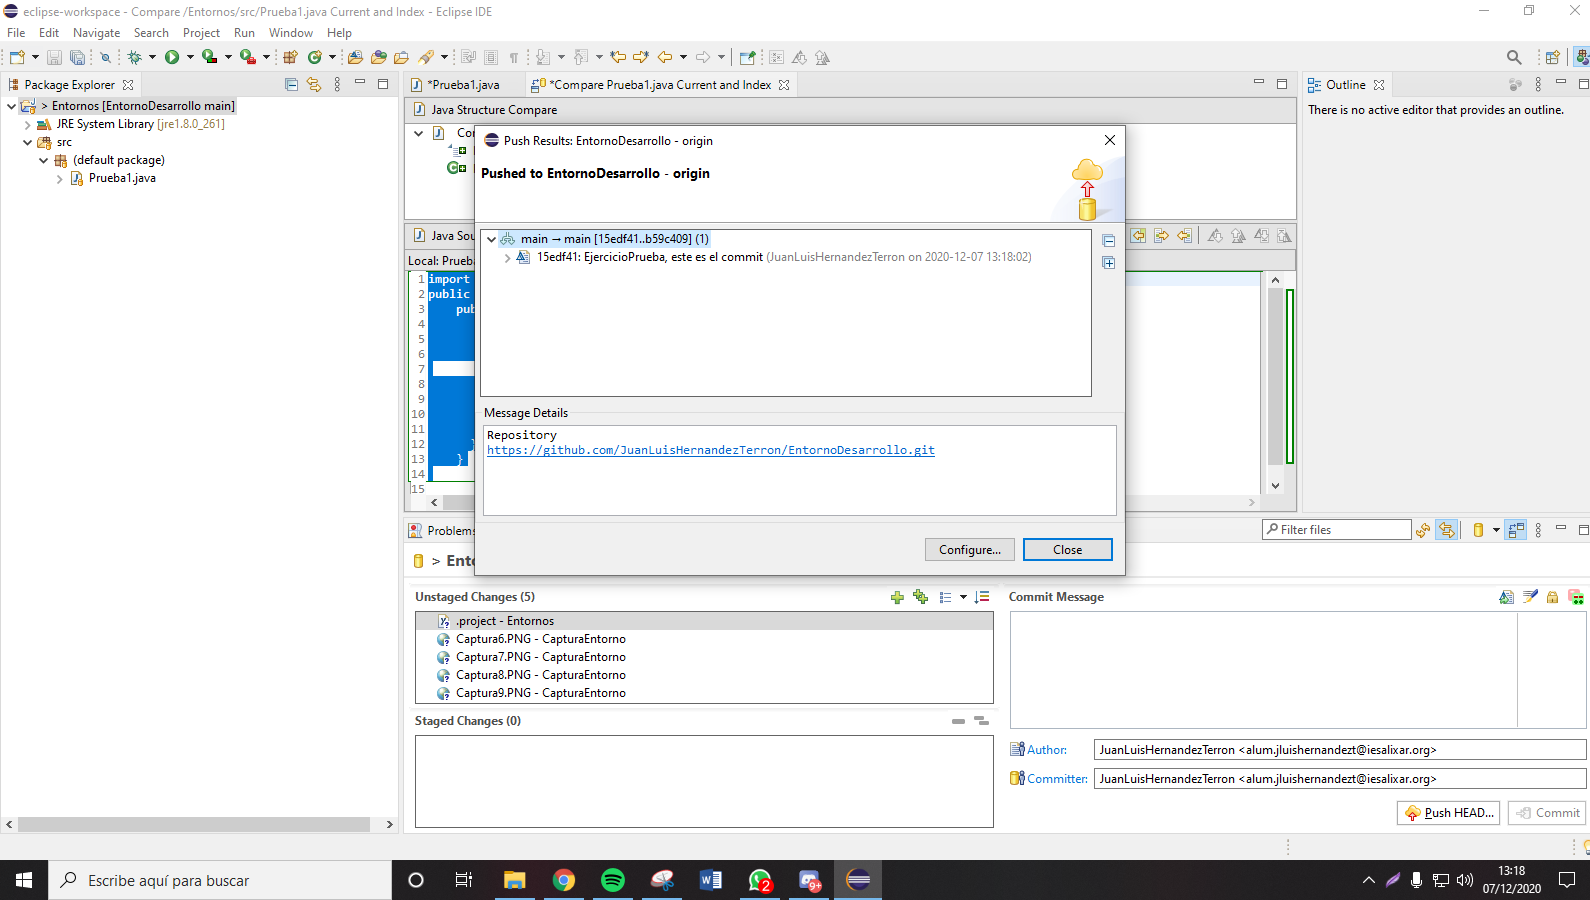 eclipse-workspace - Compare /Entornos/src/Prueba1.java Current and Index - Eclipse IDE
File Edit Navigate Search Project Run Window Help
Package Explorer
> Entornos [EntornoDesarrollo main]
JRE System Library [jre1.8.0_261]
src
(default package)
Prueba1.java
*Prueba1.java
*Compare Prueba1.java Current and Index
Java Structure Compare
Co
Outline
There is no active editor that provides an outline.
Push Results: EntornoDesarrollo - origin
Pushed to EntornoDesarrollo - origin
main → main [15edf41..b59c409] (1)
15edf41: EjercicioPrueba, este es el commit (JuanLuisHernandezTerron on 2020-12-07 13:18:02)
Message Details
Repository
https://github.com/JuanLuisHernandezTerron/EntornoDesarrollo.git
Configure...
Close
Java Sou
Local: Prueba
1 import
2 public
3 pub
4
5
6
7
8
9
10
11
12 }
13 }
14
15
Problems
Filter files
> Ento
Unstaged Changes (5)
.project - Entornos
Captura6.PNG - CapturaEntorno
Captura7.PNG - CapturaEntorno
Captura8.PNG - CapturaEntorno
Captura9.PNG - CapturaEntorno
Staged Changes (0)
Commit Message
Author: JuanLuisHernandezTerron <alum.jluishernandezt@iesalixar.org>
Committer: JuanLuisHernandezTerron <alum.jluishernandezt@iesalixar.org>
Push HEAD...
Commit
Escribe aquí para buscar
2
9+
13:18
07/12/2020